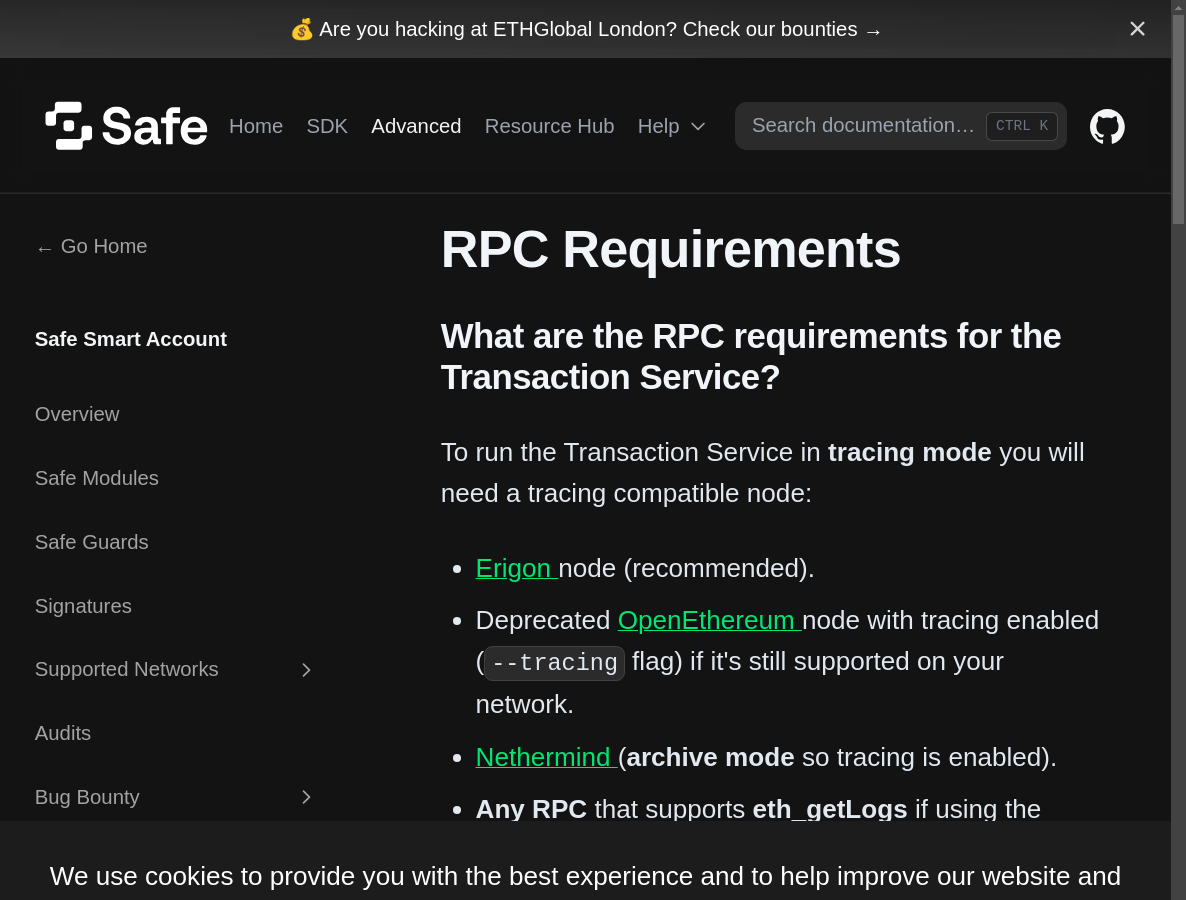 💰 Are you hacking at ETHGlobal London? Check our bounties →
Safe
Home
SDK
Advanced
Resource Hub
Help
Search documentation…
CTRL K
← Go Home
Safe Smart Account
Overview
Safe Modules
Safe Guards
Signatures
Supported Networks
Audits
Bug Bounty
RPC Requirements
What are the RPC requirements for the
Transaction Service?
To run the Transaction Service in tracing mode you will
need a tracing compatible node:
• Erigon node (recommended).
• Deprecated OpenEthereum node with tracing enabled
(--tracing flag) if it's still supported on your
network.
• Nethermind (archive mode so tracing is enabled).
• Any RPC that supports eth_getLogs if using the
We use cookies to provide you with the best experience and to help improve our website and